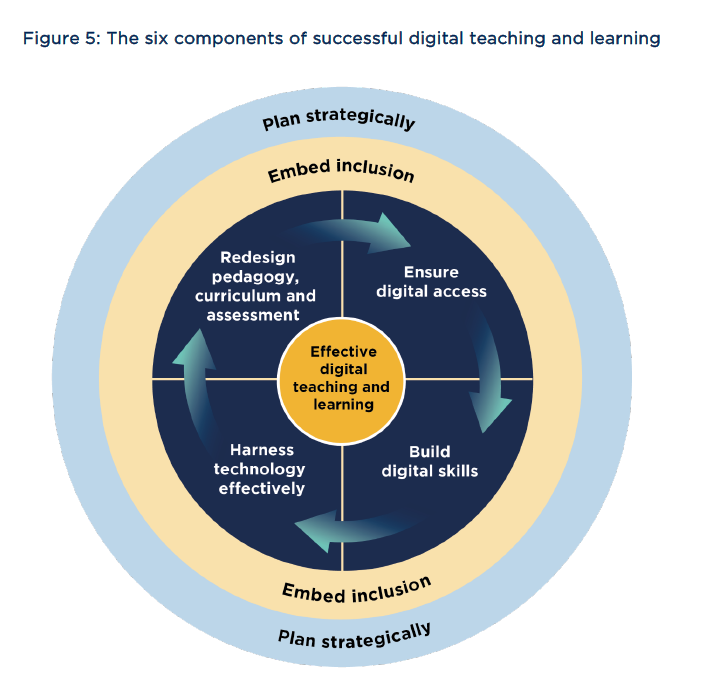 Figure 5: The six components of successful digital teaching and learning
Plan strategically
Embed inclusion
Redesign
pedagogy,
curriculum and
assessment
Ensure
digital access
Effective
digital
teaching and
learning
Harness
technology
effectively
Build
digital skills
Embed inclusion
Plan strategically